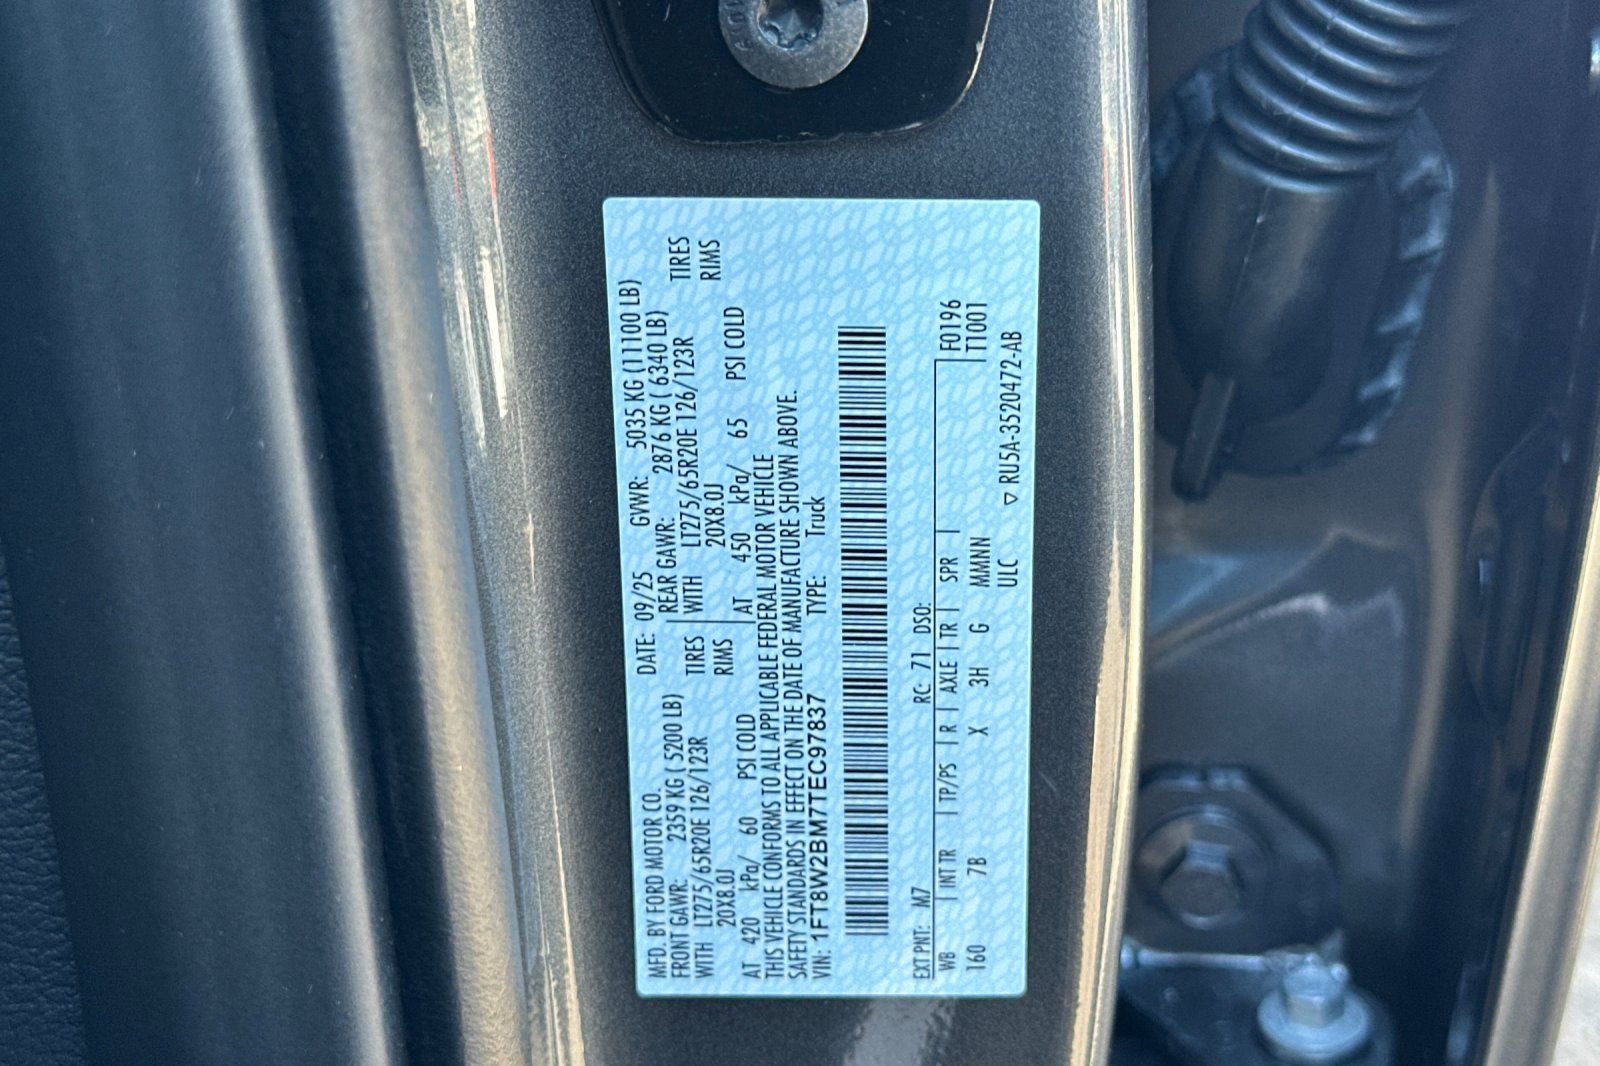 MFD. BY FORD MOTOR CO.
DATE: 09/25 GVWR: 5035 KG (11100 LB)
FRONT GAWR: 2359 KG ( 5200 LB) REAR GAWR: 2876 KG ( 6340 LB)
WITH LT275/65R20E 126/123R TIRES WITH LT275/65R20E 126/123R TIRES
20X8.0J RIMS 20X8.0J RIMS
AT 420 kPa/ 60 PSI COLD AT 450 kPa/ 65 PSI COLD
THIS VEHICLE CONFORMS TO ALL APPLICABLE FEDERAL MOTOR VEHICLE
SAFETY STANDARDS IN EFFECT ON THE DATE OF MANUFACTURE SHOWN ABOVE.
VIN: 1FT8W2BM7TEC97837 TYPE: Truck
EXT PNT: M7 RC: 71 DSO:
WB | INT TR | TP/PS | R | AXLE | TR | SPR | F0196
160 7B X 3H G MMMNN T1001
ULC ▽ RU5A-3520472-AB